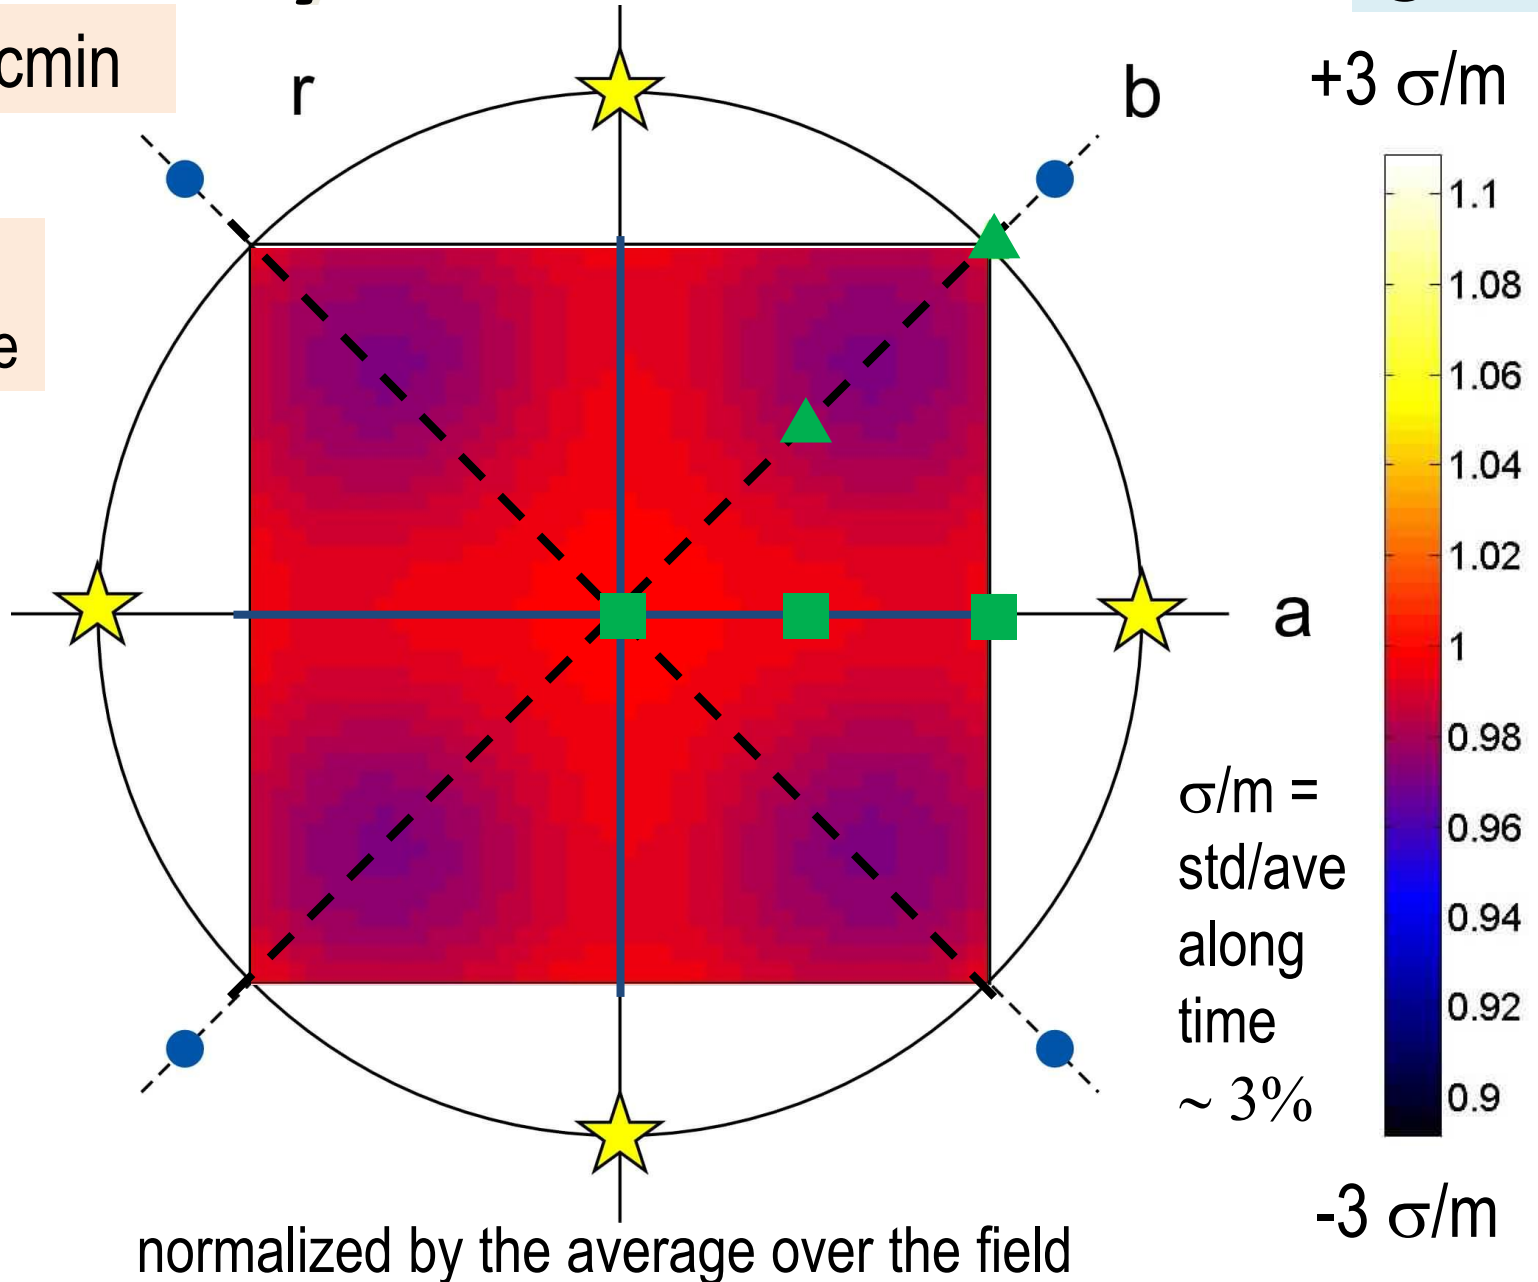 r
b
+3 σ/m
1.1
1.08
1.06
1.04
1.02
a
1
0.98
σ/m =
std/ave
along
time
~ 3%
0.96
0.94
0.92
0.9
-3 σ/m
normalized by the average over the field